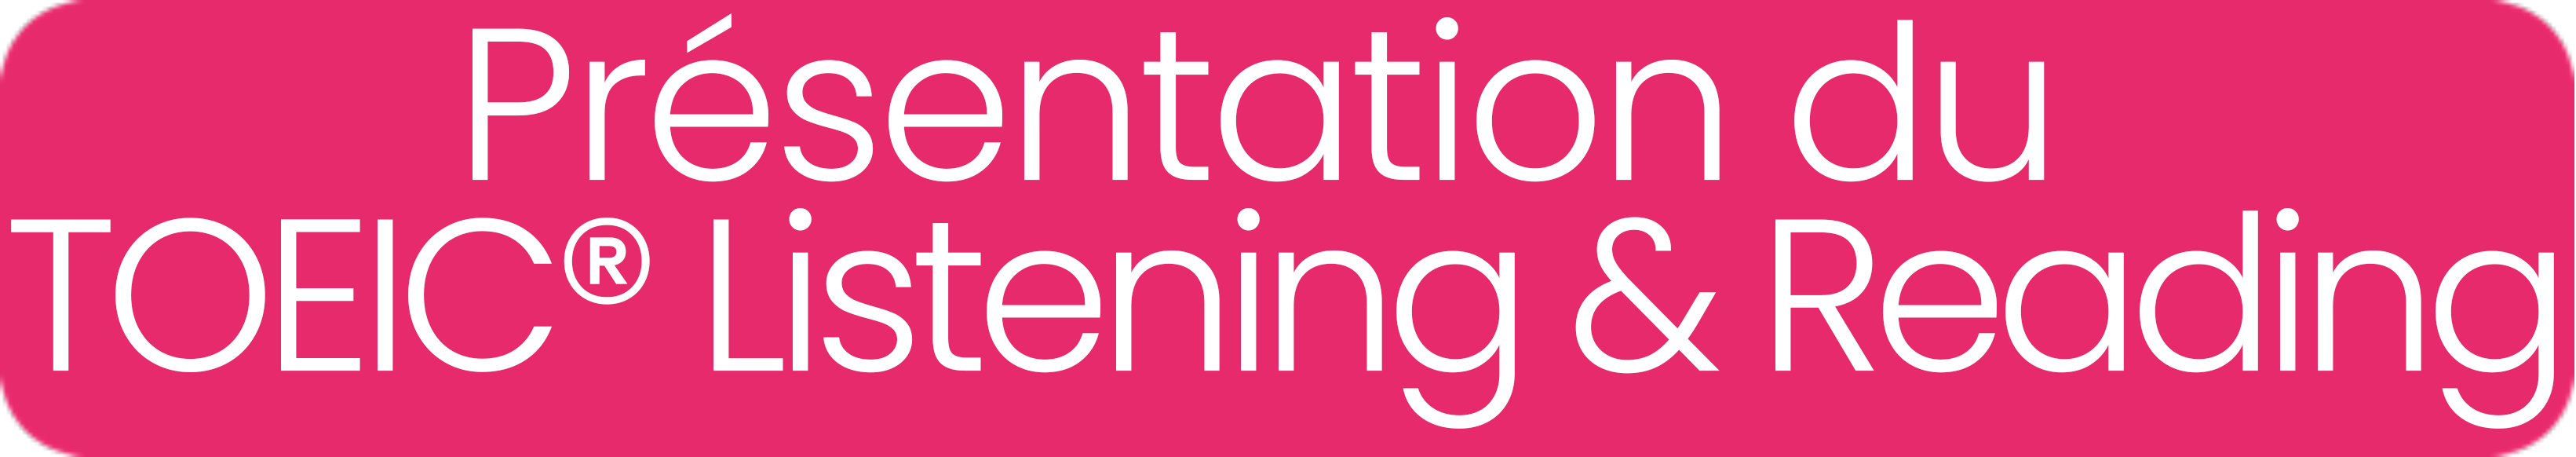 Présentation du
TOEIC® Listening & Reading